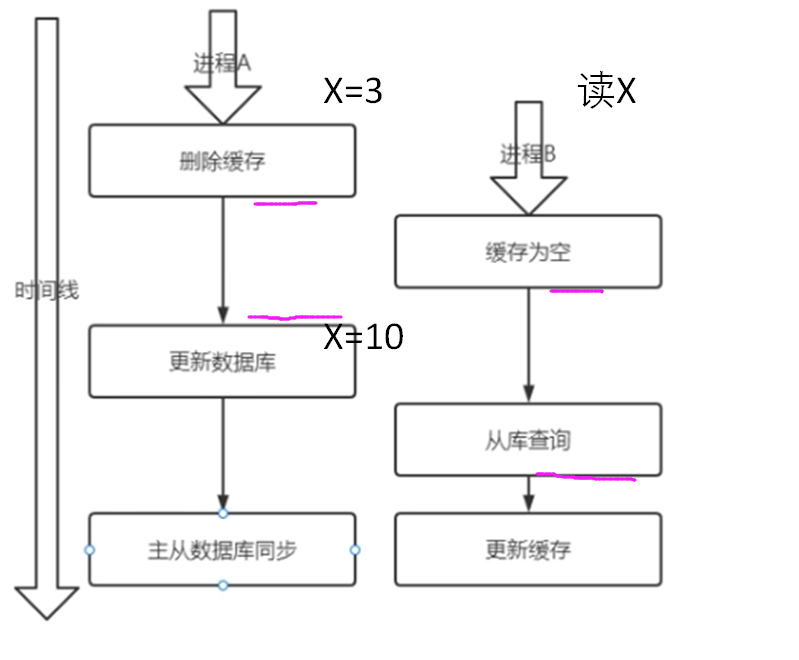 进程A
X=3
读X
进程B
删除缓存
缓存为空
时间线
X=10
更新数据库
从库查询
主从数据库同步
更新缓存